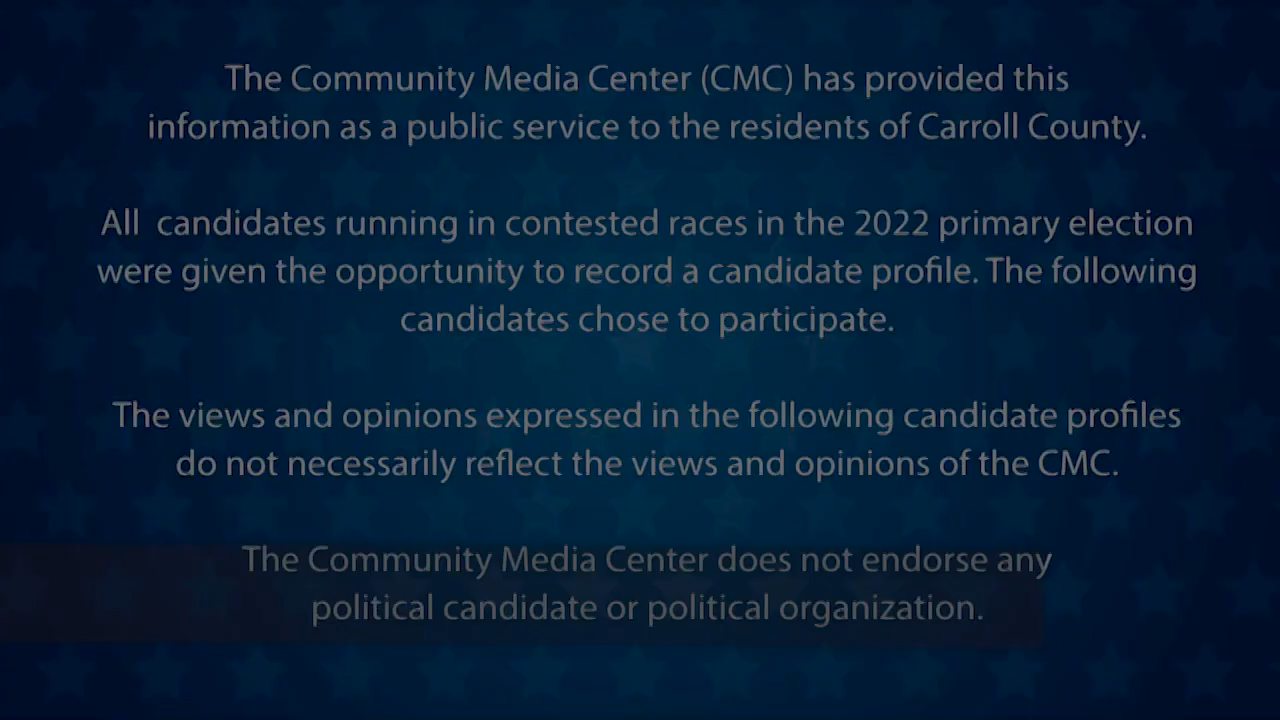 The Community Media Center (CMC) has provided this
information as a public service to the residents of Carroll County.
All  candidates running in contested races in the 2022 primary election
were given the opportunity to record a candidate profile. The following
candidates chose to participate.
The views and opinions expressed in the following candidate profiles
do not necessarily reflect the views and opinions of the CMC.
The Community Media Center does not endorse any
political candidate or political organization.